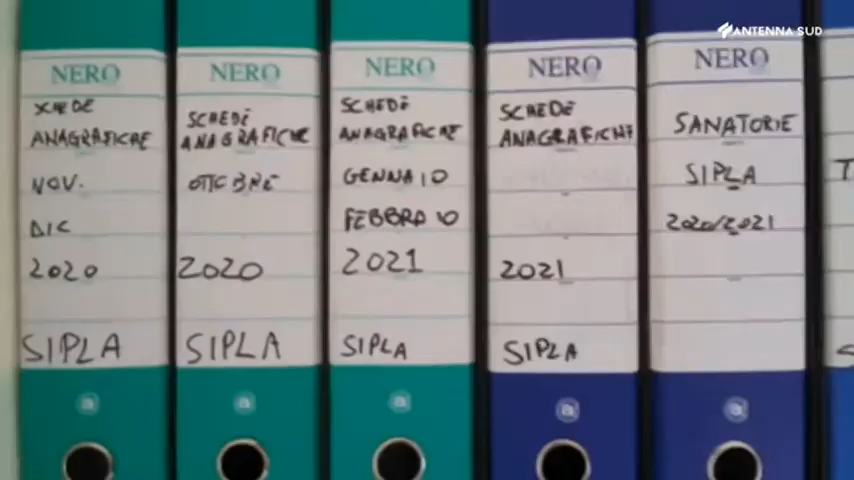 ANTENNA SUD
NERO
SCHEDE
ANAGRAFICHE
NOV.
DIC
2020
SIPLA
NERO
SCHEDE
ANAGRAFICHE
OTTOBRE
2020
SIPLA
NERO
SCHEDE
ANAGRAFICHE
GENNAIO
FEBBRAIO
2021
SIPLA
NERO
SCHEDE
ANAGRAFICHE
2021
SIPLA
NERO
SANATORIE
SIPLA
2020/2021